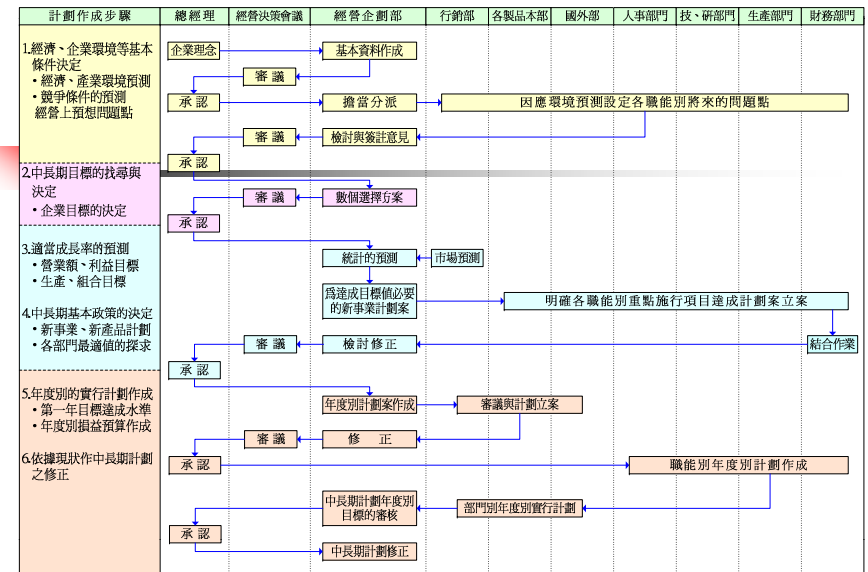 計劃作成步驟
總經理
經營決策會議
經營企劃部
行銷部
各製品本部
國外部
人事部門
技、研部門
生產部門
財務部門
1.經濟、企業環境等基本
條件決定
•經濟、產業環境預測
•競爭條件的預測
經營上預想問題點
企業理念
基本資料作成
審議
承認
擔當分派
因應環境預測設定各職能別將來的問題點
審議
檢討與簽註意見
承認
2.中長期目標的找尋與
決定
•企業目標的決定
審議
數個選擇方案
承認
3.適當成長率的預測
•營業額、利益目標
•生產、組合目標
4.中長期基本政策的決定
•新事業、新產品計劃
•各部門最適值的探求
統計的預測
市場預測
爲達成目標值必要
的新事業計劃案
明確各職能別重點施行項目達成計劃案立案
審議
檢討修正
結合作業
承認
5.年度別的實行計劃作成
•第一年目標達成水準
•年度別損益預算作成
6.依據現狀作中長期計劃
之修正
年度別計劃案作成
審議與計劃立案
審議
修 正
承認
職能別年度別計劃作成
中長期計劃年度別
目標的審核
部門別年度別實行計劃
承認
中長期計劃修正